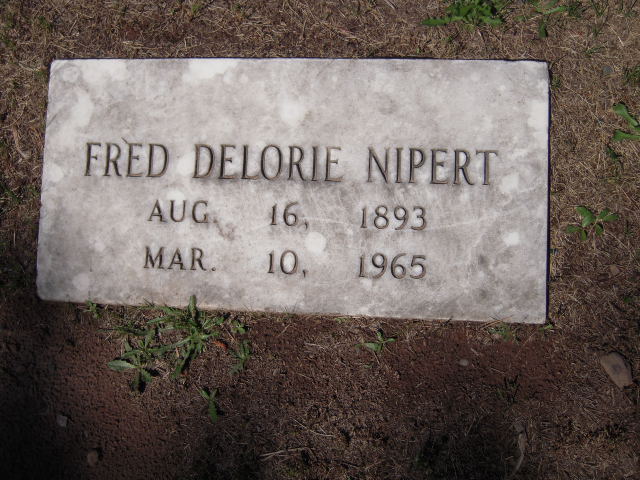 FRED DELORIE NIPERT
AUG. 16, 1893
MAR. 10, 1965